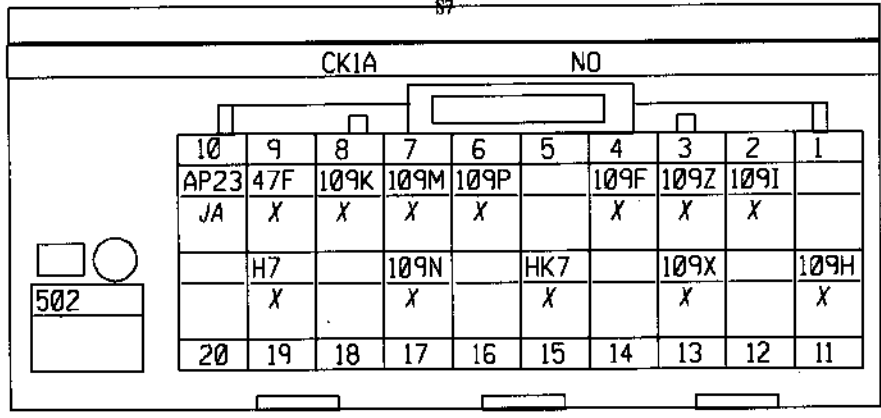 87
CK1A NO
10 9 8 7 6 5 4 3 2 1
AP23 47F 109K 109M 109P 109F 109Z 109I
JA X X X X X X X
H7 109N HK7 109X 109H
502 X X X X X
20 19 18 17 16 15 14 13 12 11